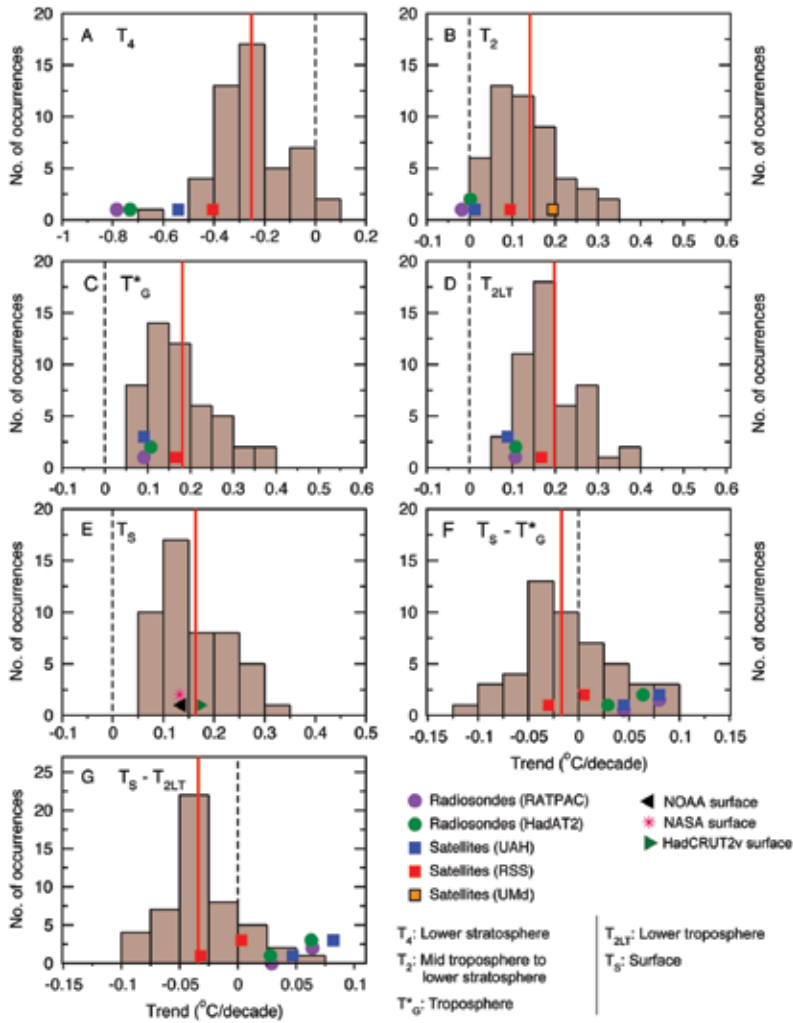 A T4
B T2
No. of occurrences
No. of occurrences
20
15
10
5
0
-1 -0.8 -0.6 -0.4 -0.2 0 0.2
20
15
10
5
0
-0.1 0 0.1 0.2 0.3 0.4 0.5 0.6
C T*G
D T2LT
No. of occurrences
No. of occurrences
20
15
10
5
0
-0.1 0 0.1 0.2 0.3 0.4 0.5 0.6
20
15
10
5
0
-0.1 0 0.1 0.2 0.3 0.4 0.5 0.6
E TS
F TS - T*G
No. of occurrences
No. of occurrences
20
15
10
5
0
-0.1 0 0.1 0.2 0.3 0.4 0.5
20
15
10
5
0
-0.15 -0.1 -0.05 0 0.05 0.1 0.15
Trend (°C/decade)
G TS - T2LT
No. of occurrences
25
20
15
10
5
0
-0.15 -0.1 -0.05 0 0.05 0.1
Trend (°C/decade)
Radiosondes (RATPAC)
Radiosondes (HadAT2)
Satellites (UAH)
Satellites (RSS)
Satellites (UMd)
NOAA surface
NASA surface
HadCRUT2v surface
T4: Lower stratosphere
T2: Mid troposphere to
lower stratosphere
T*G: Troposphere
T2LT: Lower troposphere
TS: Surface